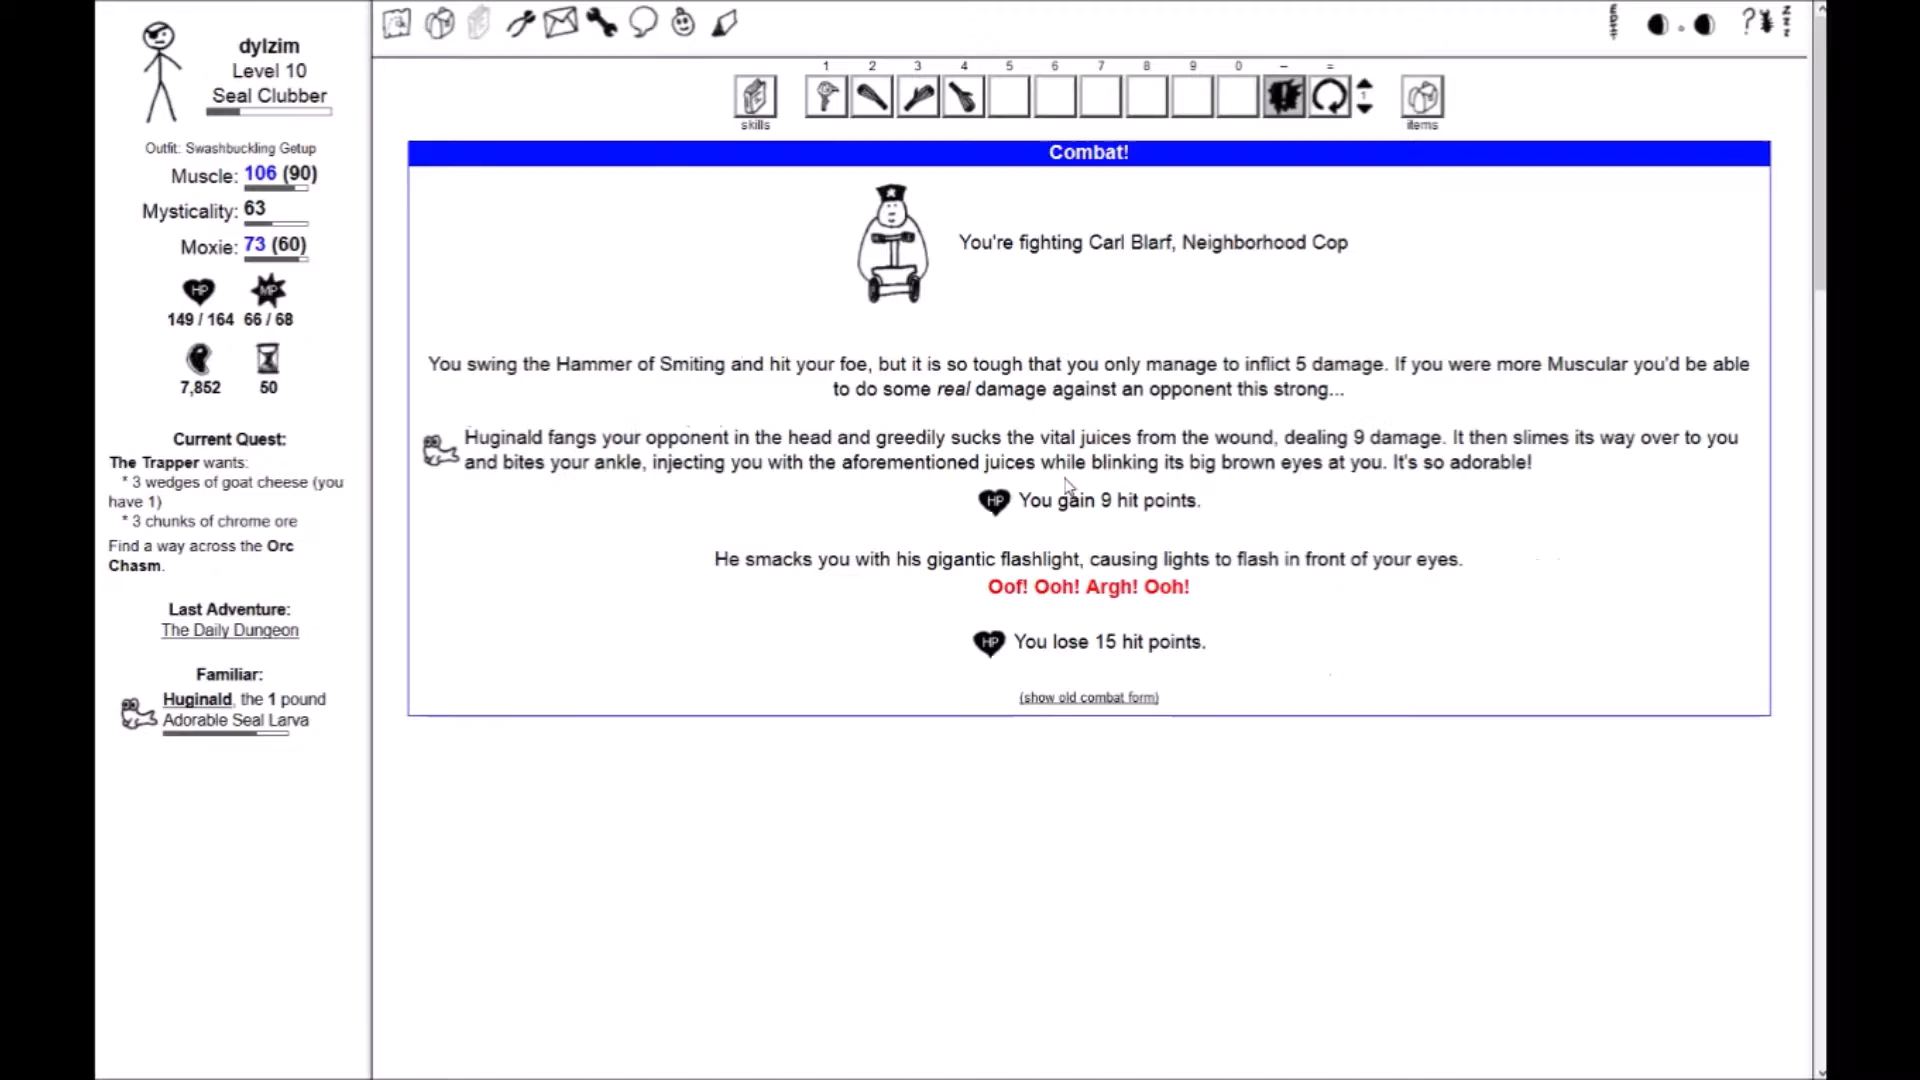 dylzim
Level 10
Seal Clubber
Outfit: Swashbuckling Getup
Muscle: 106 (90)
Mysticality: 63
Moxie: 73 (60)
HP MP
149 / 164 66 / 68
7,852 50
Current Quest:
The Trapper wants:
* 3 wedges of goat cheese (you
have 1)
* 3 chunks of chrome ore
Find a way across the Orc
Chasm.
Last Adventure:
The Daily Dungeon
Familiar:
Huginald, the 1 pound
Adorable Seal Larva
EDIT
?
ZZZ
1 2 3 4 5 6 7 8 9 0 - =
1
skills
items
Combat!
You're fighting Carl Blarf, Neighborhood Cop
You swing the Hammer of Smiting and hit your foe, but it is so tough that you only manage to inflict 5 damage. If you were more Muscular you'd be able
to do some real damage against an opponent this strong...
Huginald fangs your opponent in the head and greedily sucks the vital juices from the wound, dealing 9 damage. It then slimes its way over to you
and bites your ankle, injecting you with the aforementioned juices while blinking its big brown eyes at you. It's so adorable!
HP You gain 9 hit points.
He smacks you with his gigantic flashlight, causing lights to flash in front of your eyes.
Oof! Ooh! Argh! Ooh!
HP You lose 15 hit points.
(show old combat form)